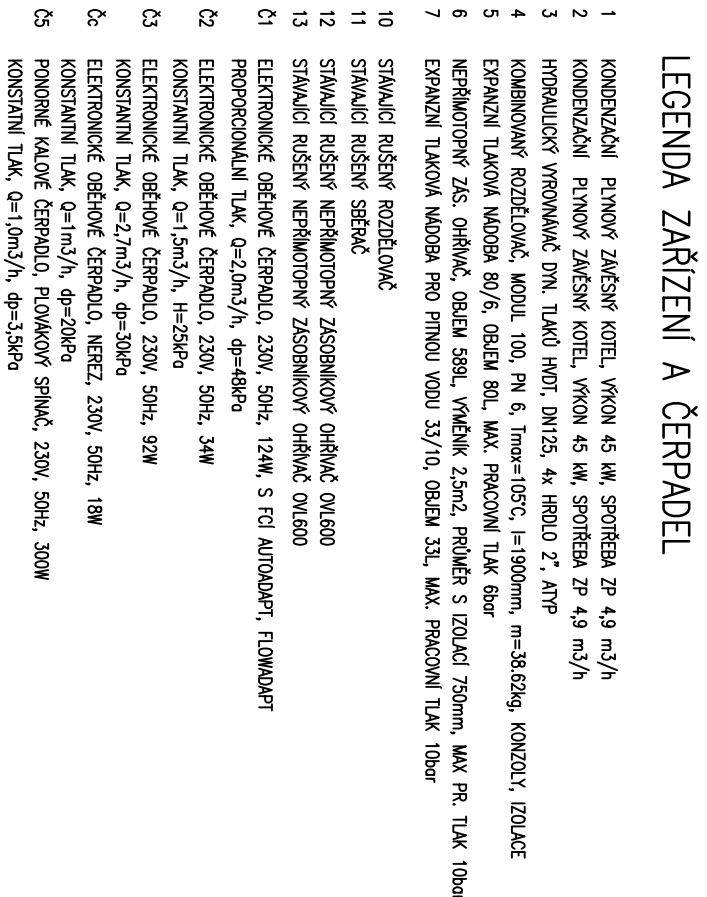 LEGENDA ZAŘÍZENÍ A ČERPADEL
1 KONDENZAČNÍ PLYNOVÝ ZÁVĚSNÝ KOTEL, VÝKON 45 kW, SPOTŘEBA ZP 4,9 m3/h
2 KONDENZAČNÍ PLYNOVÝ ZÁVĚSNÝ KOTEL, VÝKON 45 kW, SPOTŘEBA ZP 4,9 m3/h
3 HYDRAULICKÝ VYROVNÁVAČ DYN. TLAKŮ HVDT, DN125, 4x HRDLO 2", ATYP
4 KOMBINOVANÝ ROZDĚLOVAČ, MODUL 100, PN 6, Tmax=105°C, l=1900mm, m=38.62kg, KONZOLY, IZOLACE
5 EXPANZNÍ TLAKOVÁ NÁDOBA 80/6, OBJEM 80L, MAX. PRACOVNÍ TLAK 6bar
6 NEPŘÍMOTOPNÝ ZÁS. OHŘÍVAČ, OBJEM 589L, VÝMĚNÍK 2,5m2, PRŮMĚR S IZOLACÍ 750mm, MAX PR. TLAK 10bar
7 EXPANZNÍ TLAKOVÁ NÁDOBA PRO PITNOU VODU 33/10, OBJEM 33L, MAX. PRACOVNÍ TLAK 10bar
10 STÁVAJÍCÍ RUŠENÝ ROZDĚLOVAČ
11 STÁVAJÍCÍ RUŠENÝ SBĚRAČ
12 STÁVAJÍCÍ RUŠENÝ NEPŘÍMOTOPNÝ ZÁSOBNÍKOVÝ OHŘÍVAČ OVL600
13 STÁVAJÍCÍ RUŠENÝ NEPŘÍMOTOPNÝ ZÁSOBNÍKOVÝ OHŘÍVAČ OVL600
Č1 ELEKTRONICKÉ OBĚHOVÉ ČERPADLO, 230V, 50Hz, 124W, S FCÍ AUTOADAPT, FLOWADAPT
PROPORCIONÁLNÍ TLAK, Q=2,0m3/h, dp=48kPa
Č2 ELEKTRONICKÉ OBĚHOVÉ ČERPADLO, 230V, 50Hz, 34W
KONSTANTNÍ TLAK, Q=1,5m3/h, H=25kPa
Č3 ELEKTRONICKÉ OBĚHOVÉ ČERPADLO, 230V, 50Hz, 92W
KONSTANTNÍ TLAK, Q=2,7m3/h, dp=30kPa
Čc ELEKTRONICKÉ OBĚHOVÉ ČERPADLO, NEREZ, 230V, 50Hz, 18W
KONSTANTNÍ TLAK, Q=1m3/h, dp=20kPa
Č5 PONORNÉ KALOVÉ ČERPADLO, PLOVÁKOVÝ SPÍNAČ, 230V, 50Hz, 300W
KONSTATNÍ TLAK, Q=1,0m3/h, dp=3,5kPa